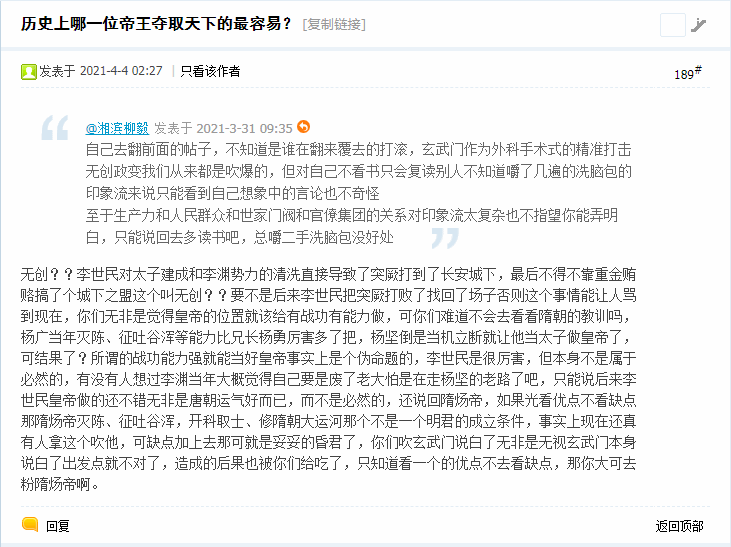 历史上哪一位帝王夺取天下的最容易？ [复制链接]
发表于 2021-4-4 02:27 | 只看该作者
189#
@湘滨柳毅 发表于 2021-3-31 09:35
自己去翻前面的帖子，不知道是谁在翻来覆去的打滚，玄武门作为外科手术式的精准打击
无创政变我们从来都是吹爆的，但对自己不看书只会复读别人不知道嚼了几遍的洗脑包的
印象流来说只能看到自己想象中的言论也不奇怪
至于生产力和人民群众和世家门阀和官僚集团的关系对印象流太复杂也不指望你能弄明
白，只能说回去多读书吧，总嚼二手洗脑包没好处
无创？？李世民对太子建成和李渊势力的清洗直接导致了突厥打到了长安城下，最后不得不靠重金贿
赂搞了个城下之盟这个叫无创？？要不是后来李世民把突厥打败了找回了场子否则这个事情能让人骂
到现在，你们无非是觉得皇帝的位置就该给有战功有能力做，可你们难道不会去看看隋朝的教训吗，
杨广当年灭陈、征吐谷浑等能力比兄长杨勇厉害多了把，杨坚倒是当机立断就让他当太子做皇帝了，
可结果了？所谓的战功能力强就能当好皇帝事实上是个伪命题的，李世民是很厉害，但本身不是属于
必然的，有没有人想过李渊当年大概觉得自己要是废了老大怕是在走杨坚的老路了吧，只能说后来李
世民皇帝做的还不错无非是唐朝运气好而已，而不是必然的，还说回隋炀帝，如果光看优点不看缺点
那隋炀帝灭陈、征吐谷浑，开科取士、修隋朝大运河那个不是一个明君的成立条件，事实上现在还真
有人拿这个吹他，可缺点加上去那可就是妥妥的昏君了，你们吹玄武门说白了无非是无视玄武门本身
说白了出发点就不对了，造成的后果也被你们给吃了，只知道看一个的优点不去看缺点，那你大可去
粉隋炀帝啊。
回复
返回顶部